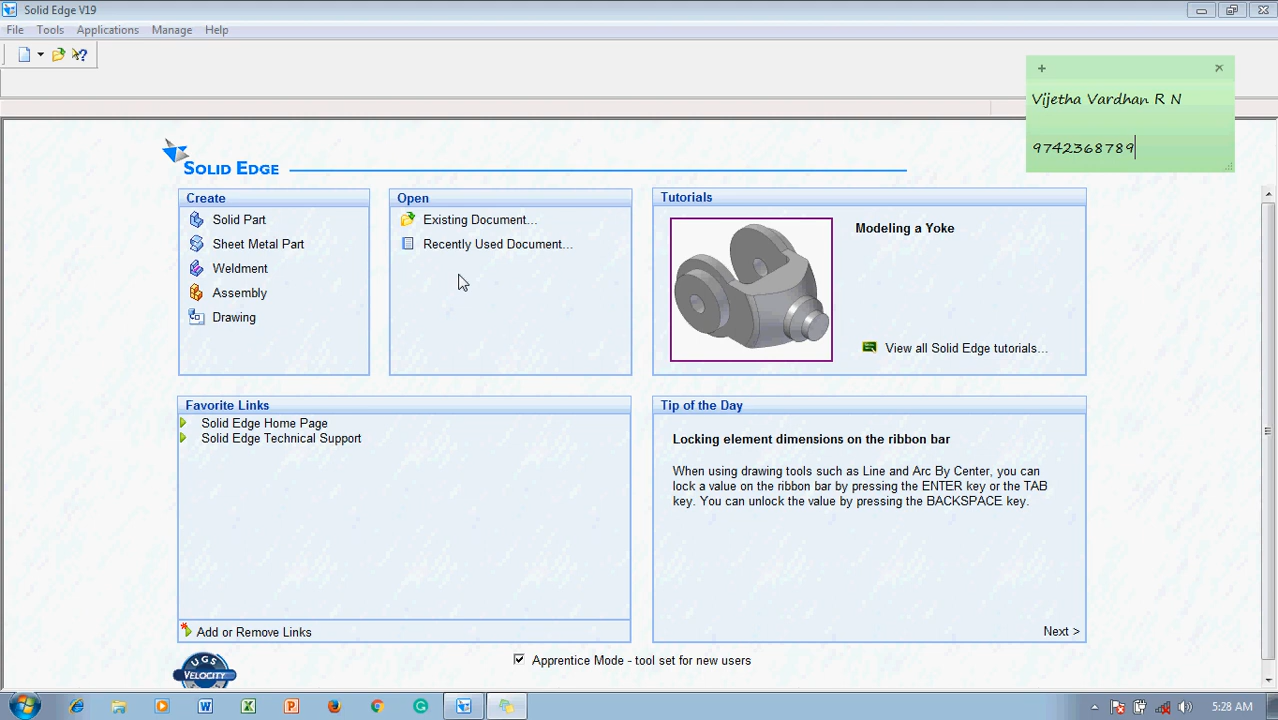 Solid Edge V19
File Tools Applications Manage Help
Vijetha Vardhan R N
9742368789
SOLID EDGE
Create
Solid Part
Sheet Metal Part
Weldment
Assembly
Drawing
Open
Existing Document...
Recently Used Document...
Tutorials
Modeling a Yoke
View all Solid Edge tutorials...
Favorite Links
Solid Edge Home Page
Solid Edge Technical Support
Add or Remove Links
Tip of the Day
Locking element dimensions on the ribbon bar
When using drawing tools such as Line and Arc By Center, you can
lock a value on the ribbon bar by pressing the ENTER key or the TAB
key. You can unlock the value by pressing the BACKSPACE key.
Next >
UGS
VELOCITY
Apprentice Mode - tool set for new users
5:28 AM